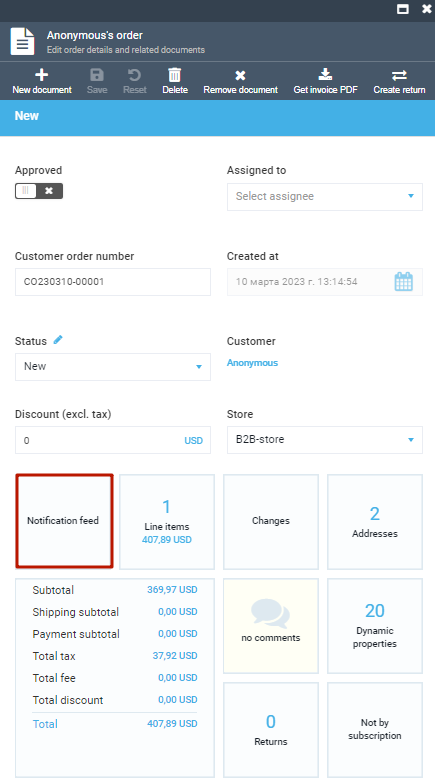 Anonymous's order
Edit order details and related documents
New document Save Reset Delete Remove document Get invoice PDF Create return
New
Approved
Assigned to
Select assignee
Customer order number
Created at
CO230310-00001
10 марта 2023 г. 13:14:54
Status
Customer
New
Anonymous
Discount (excl. tax)
Store
0 USD
B2B-store
Notification feed
1
Line items
407,89 USD
Changes
2
Addresses
Subtotal 369,97 USD
Shipping subtotal 0,00 USD
Payment subtotal 0,00 USD
Total tax 37,92 USD
Total fee 0,00 USD
Total discount 0,00 USD
Total 407,89 USD
no comments
20
Dynamic
properties
0
Returns
Not by
subscription